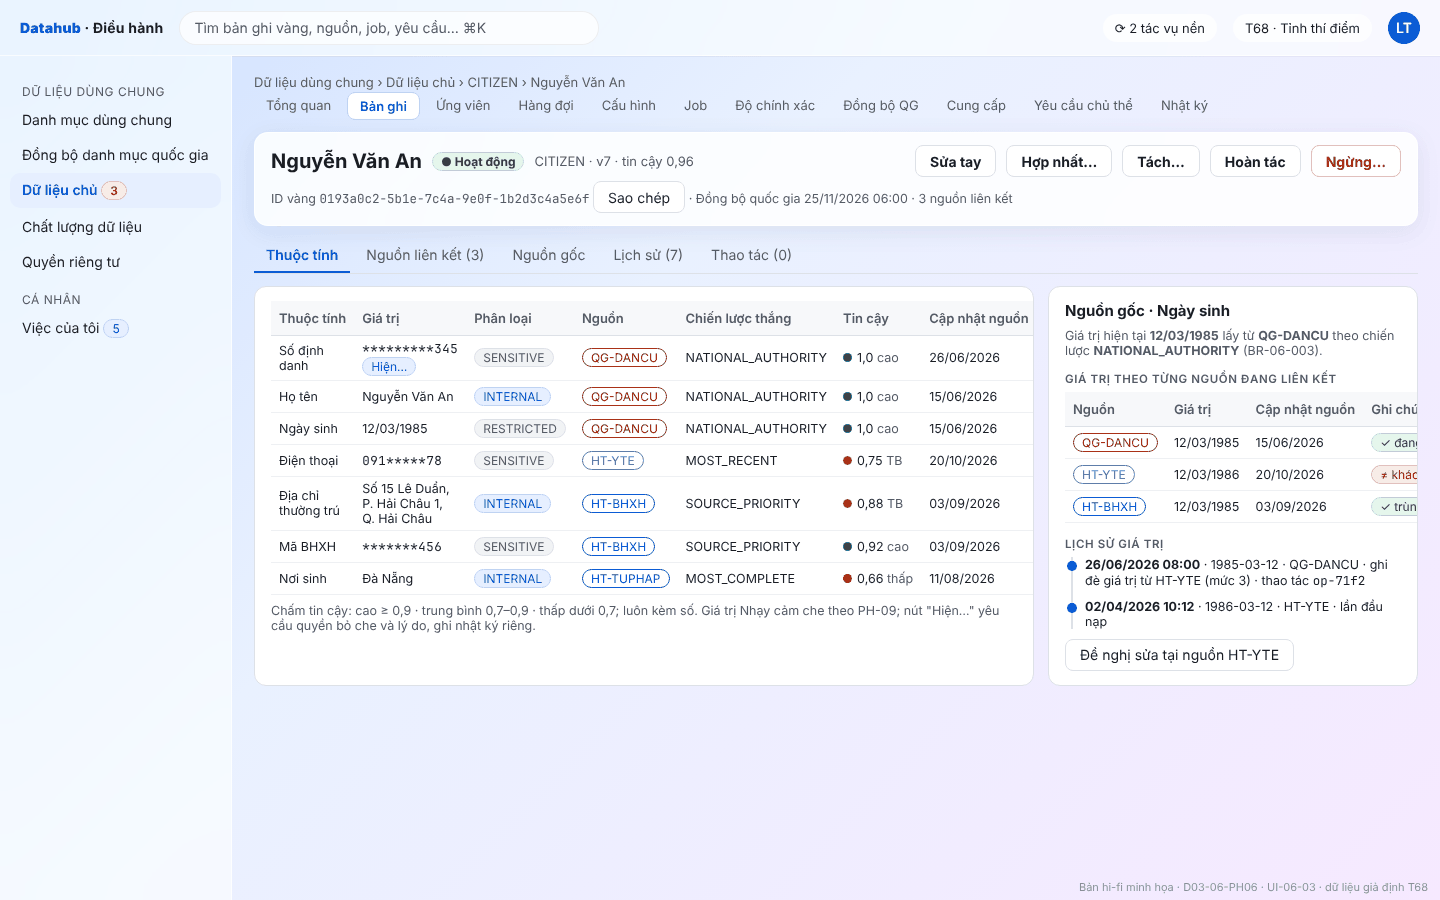 Datahub · Điều hành
Tìm bản ghi vàng, nguồn, job, yêu cầu... ⌘K
⟳ 2 tác vụ nền
T68 · Tỉnh thí điểm
LT
DỮ LIỆU DÙNG CHUNG
Danh mục dùng chung
Đồng bộ danh mục quốc gia
Dữ liệu chủ 3
Chất lượng dữ liệu
Quyền riêng tư
CÁ NHÂN
Việc của tôi 5
Dữ liệu dùng chung › Dữ liệu chủ › CITIZEN › Nguyễn Văn An
Tổng quan Bản ghi Ứng viên Hàng đợi Cấu hình Job Độ chính xác Đồng bộ QG Cung cấp Yêu cầu chủ thể Nhật ký
Nguyễn Văn An ● Hoạt động CITIZEN · v7 · tin cậy 0,96
Sửa tay Hợp nhất... Tách... Hoàn tác Ngừng...
ID vàng 0193a0c2-5b1e-7c4a-9e0f-1b2d3c4a5e6f Sao chép · Đồng bộ quốc gia 25/11/2026 06:00 · 3 nguồn liên kết
Thuộc tính Nguồn liên kết (3) Nguồn gốc Lịch sử (7) Thao tác (0)
Thuộc tính Giá trị Phân loại Nguồn Chiến lược thắng Tin cậy Cập nhật nguồn
Số định danh *********345 Hiện... SENSITIVE QG-DANCU NATIONAL_AUTHORITY 1,0 cao 26/06/2026
Họ tên Nguyễn Văn An INTERNAL QG-DANCU NATIONAL_AUTHORITY 1,0 cao 15/06/2026
Ngày sinh 12/03/1985 RESTRICTED QG-DANCU NATIONAL_AUTHORITY 1,0 cao 15/06/2026
Điện thoại 091*****78 SENSITIVE HT-YTE MOST_RECENT 0,75 TB 20/10/2026
Địa chỉ thường trú Số 15 Lê Duẩn, P. Hải Châu 1, Q. Hải Châu INTERNAL HT-BHXH SOURCE_PRIORITY 0,88 TB 03/09/2026
Mã BHXH *******456 SENSITIVE HT-BHXH SOURCE_PRIORITY 0,92 cao 03/09/2026
Nơi sinh Đà Nẵng INTERNAL HT-TUPHAP MOST_COMPLETE 0,66 thấp 11/08/2026
Chấm tin cậy: cao ≥ 0,9 · trung bình 0,7–0,9 · thấp dưới 0,7; luôn kèm số. Giá trị Nhạy cảm che theo PH-09; nút "Hiện..." yêu
cầu quyền bỏ che và lý do, ghi nhật ký riêng.
Nguồn gốc · Ngày sinh
Giá trị hiện tại 12/03/1985 lấy từ QG-DANCU theo chiến
lược NATIONAL_AUTHORITY (BR-06-003).
GIÁ TRỊ THEO TỪNG NGUỒN ĐANG LIÊN KẾT
Nguồn Giá trị Cập nhật nguồn Ghi chú
QG-DANCU 12/03/1985 15/06/2026 ✓ đang
HT-YTE 12/03/1986 20/10/2026 ≠ khác
HT-BHXH 12/03/1985 03/09/2026 ✓ trùn
LỊCH SỬ GIÁ TRỊ
26/06/2026 08:00 · 1985-03-12 · QG-DANCU · ghi
đè giá trị từ HT-YTE (mức 3) · thao tác op-71f2
02/04/2026 10:12 · 1986-03-12 · HT-YTE · lần đầu
nạp
Đề nghị sửa tại nguồn HT-YTE
Bản hi-fi minh họa · D03-06-PH06 · UI-06-03 · dữ liệu giả định T68